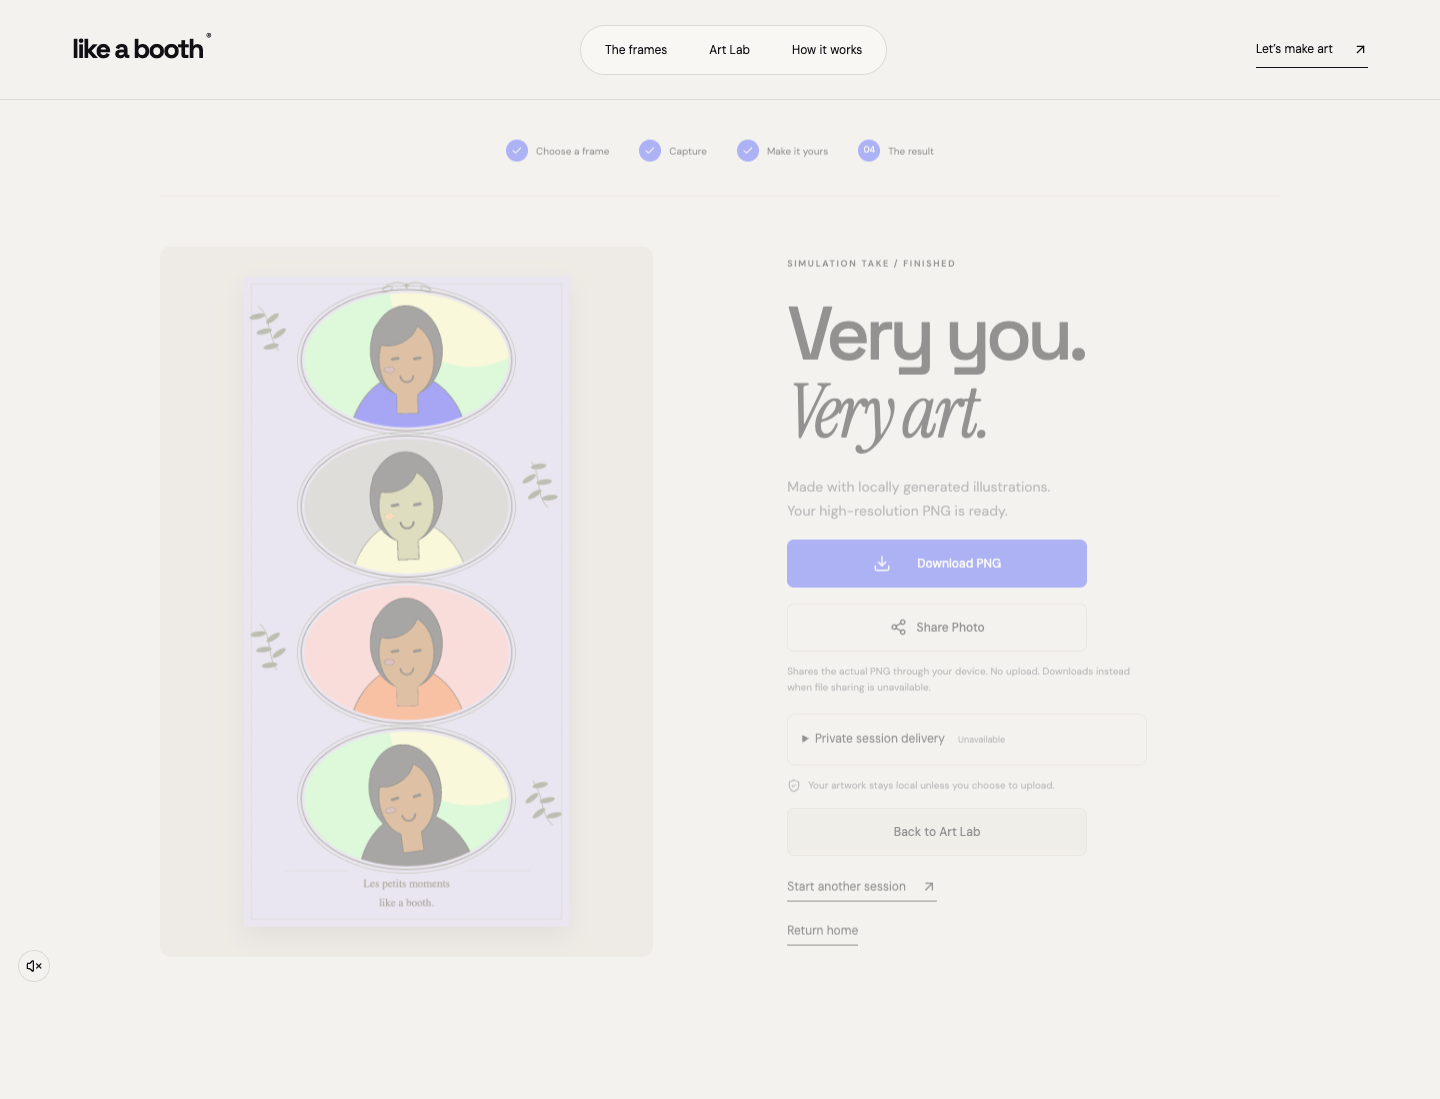 like a booth®
The frames
Art Lab
How it works
Let's make art
Choose a frame
Capture
Make it yours
04
The result
SIMULATION TAKE / FINISHED
Very you.
Very art.
Made with locally generated illustrations.
Your high-resolution PNG is ready.
Download PNG
Share Photo
Shares the actual PNG through your device. No upload. Downloads instead
when file sharing is unavailable.
Private session delivery Unavailable
Your artwork stays local unless you choose to upload.
Back to Art Lab
Start another session
Return home
Les petits moments
like a booth.